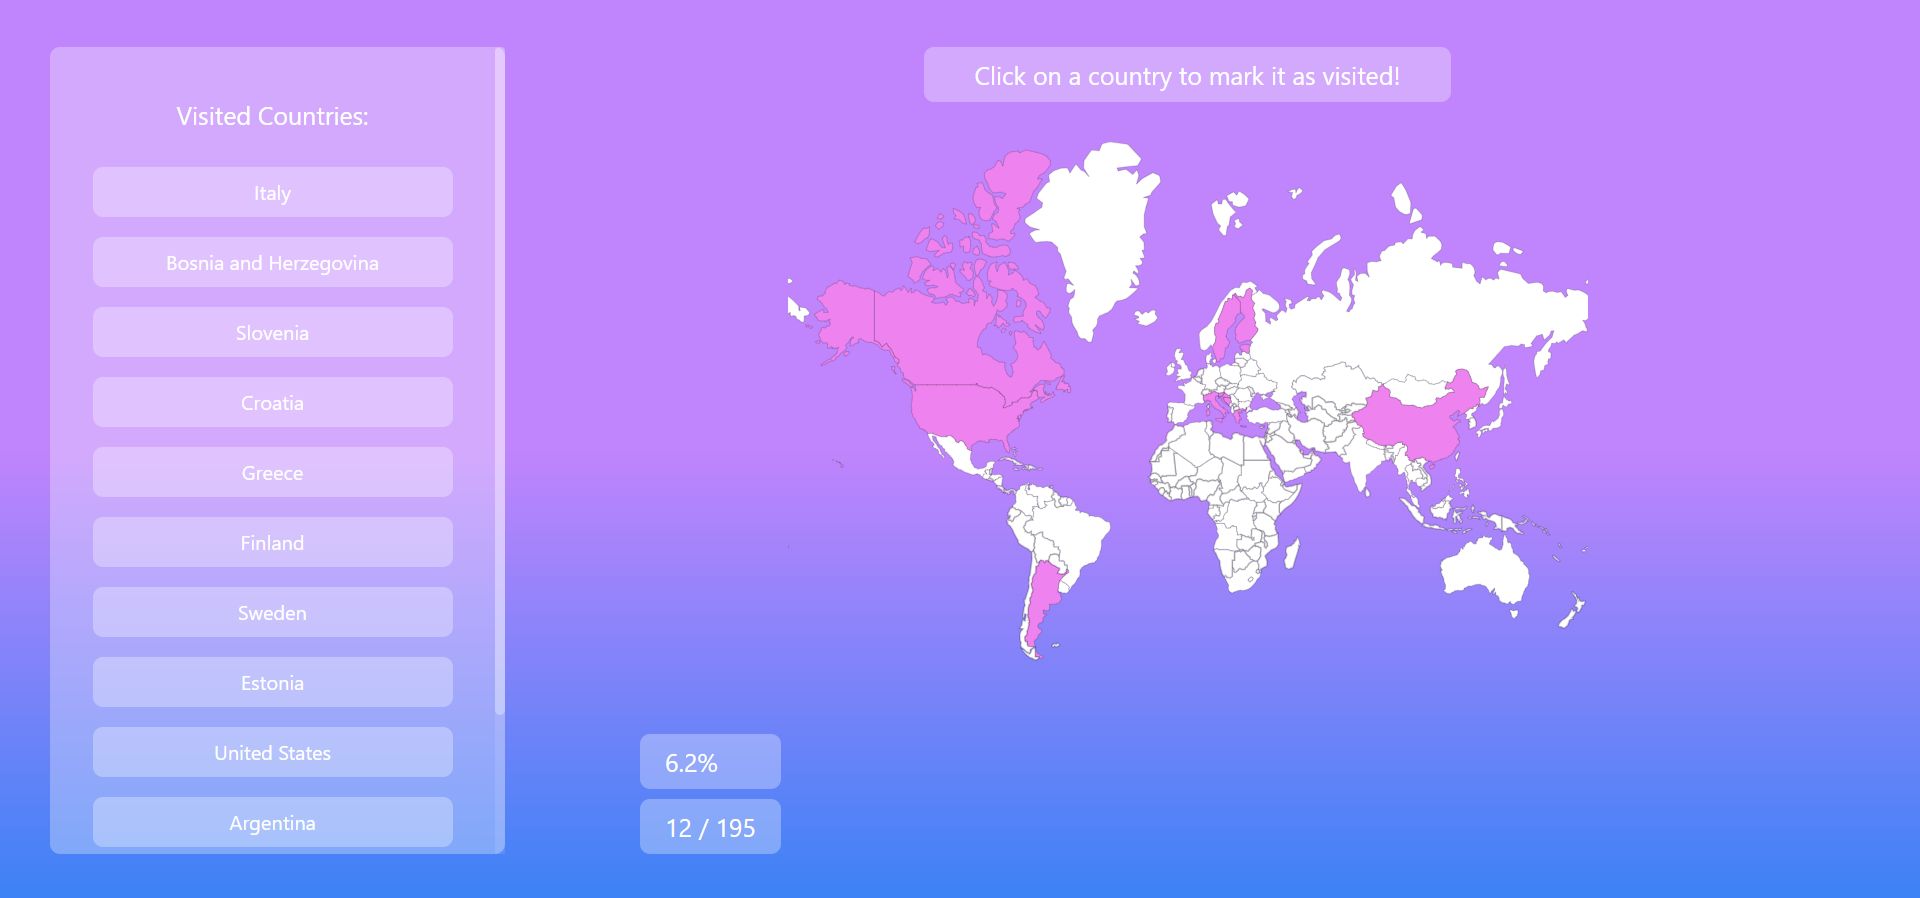 Click on a country to mark it as visited!
Visited Countries:
Italy
Bosnia and Herzegovina
Slovenia
Croatia
Greece
Finland
Sweden
Estonia
United States
Argentina
6.2%
12 / 195